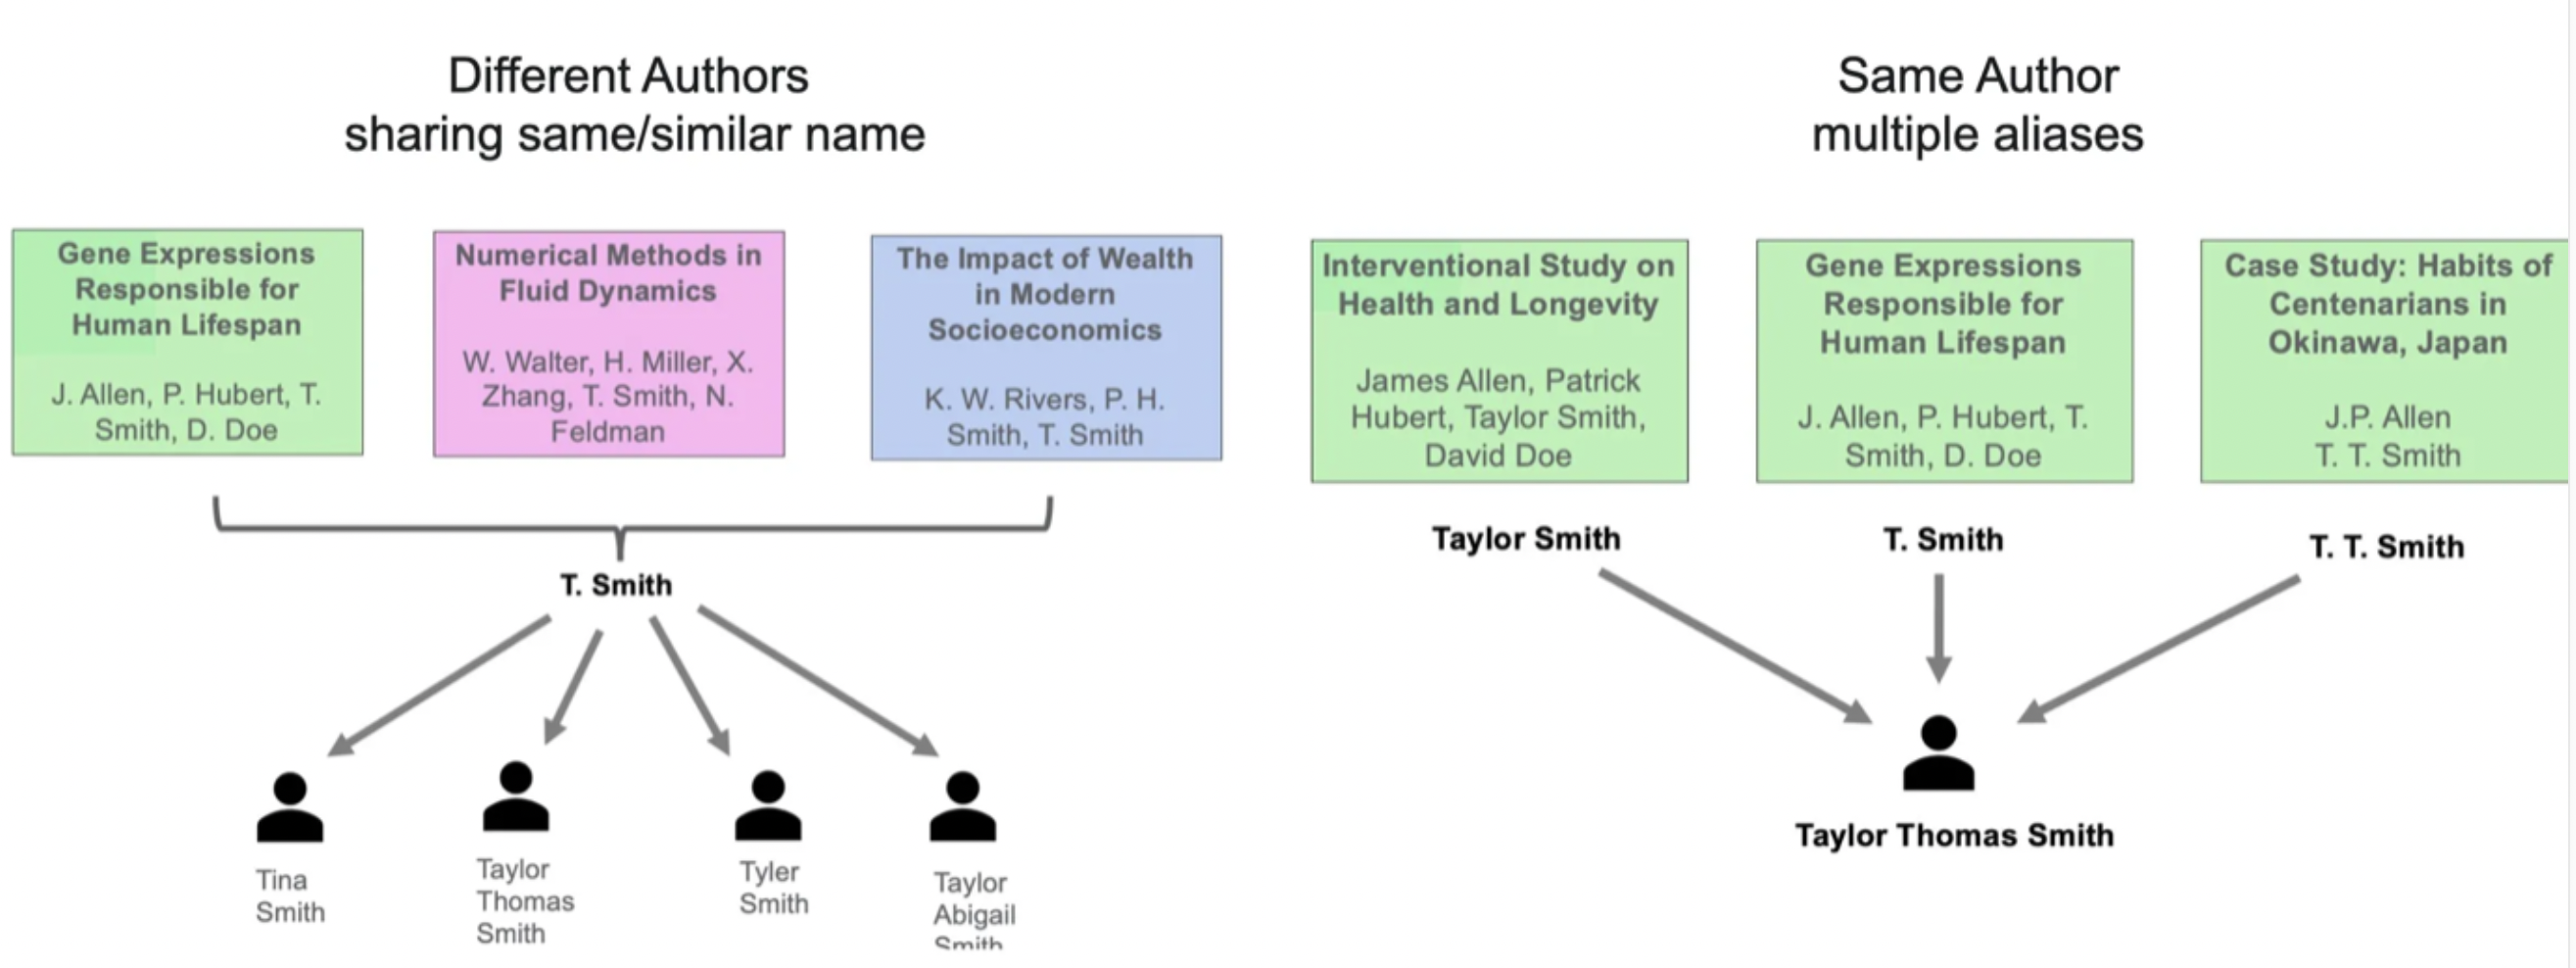 Different Authors
sharing same/similar name
Gene Expressions
Responsible for
Human Lifespan
J. Allen, P. Hubert, T.
Smith, D. Doe
Numerical Methods in
Fluid Dynamics
W. Walter, H. Miller, X.
Zhang, T. Smith, N.
Feldman
The Impact of Wealth
in Modern
Socioeconomics
K. W. Rivers, P. H.
Smith, T. Smith
T. Smith
Tina
Smith
Taylor
Thomas
Smith
Tyler
Smith
Taylor
Abigail
Smith
Same Author
multiple aliases
Interventional Study on
Health and Longevity
James Allen, Patrick
Hubert, Taylor Smith,
David Doe
Gene Expressions
Responsible for
Human Lifespan
J. Allen, P. Hubert, T.
Smith, D. Doe
Case Study: Habits of
Centenarians in
Okinawa, Japan
J.P. Allen
T. T. Smith
Taylor Smith
T. Smith
T. T. Smith
Taylor Thomas Smith